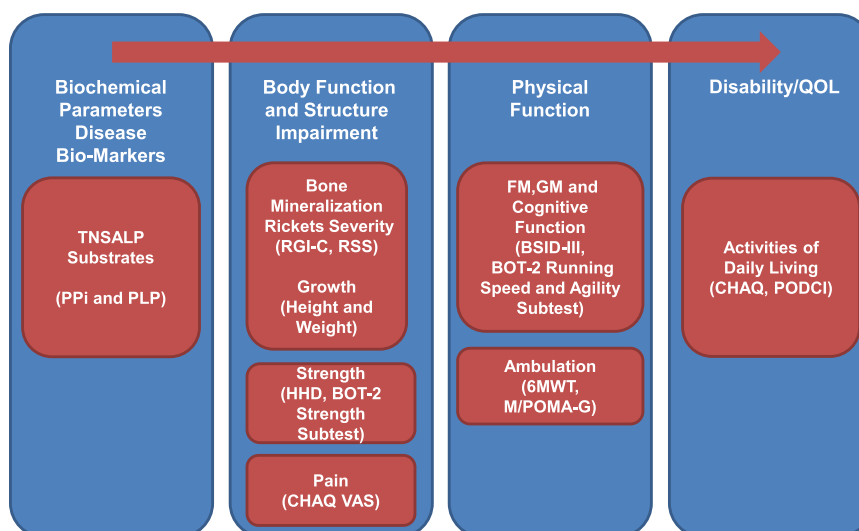 Biochemical
Parameters
Disease
Bio-Markers
TNSALP
Substrates
(PPi and PLP)
Body Function
and Structure
Impairment
Bone
Mineralization
Rickets Severity
(RGI-C, RSS)
Growth
(Height and
Weight)
Strength
(HHD, BOT-2
Strength
Subtest)
Pain
(CHAQ VAS)
Physical
Function
FM,GM and
Cognitive
Function
(BSID-III,
BOT-2 Running
Speed and Agility
Subtest)
Ambulation
(6MWT,
M/POMA-G)
Disability/QOL
Activities of
Daily Living
(CHAQ, PODCI)